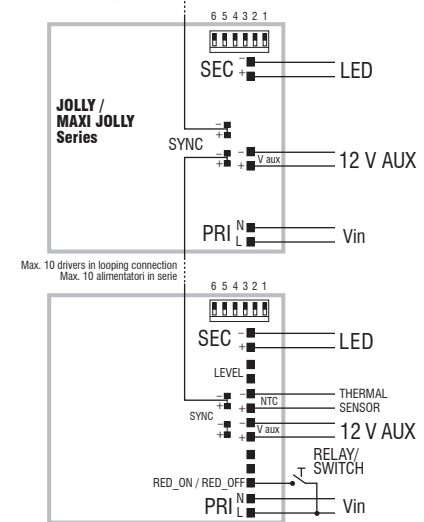 6 5 4 3 2 1
SEC - +
LED
JOLLY /
MAXI JOLLY
Series
- +
SYNC
- +
- + V aux
12 V AUX
PRI N L
Vin
Max. 10 drivers in looping connection
Max. 10 alimentatori in serie
6 5 4 3 2 1
SEC - +
LED
LEVEL
- + NTC
THERMAL
SENSOR
- +
SYNC
- +
- + V aux
12 V AUX
RELAY/
SWITCH
RED_ON / RED_OFF
PRI N L
Vin